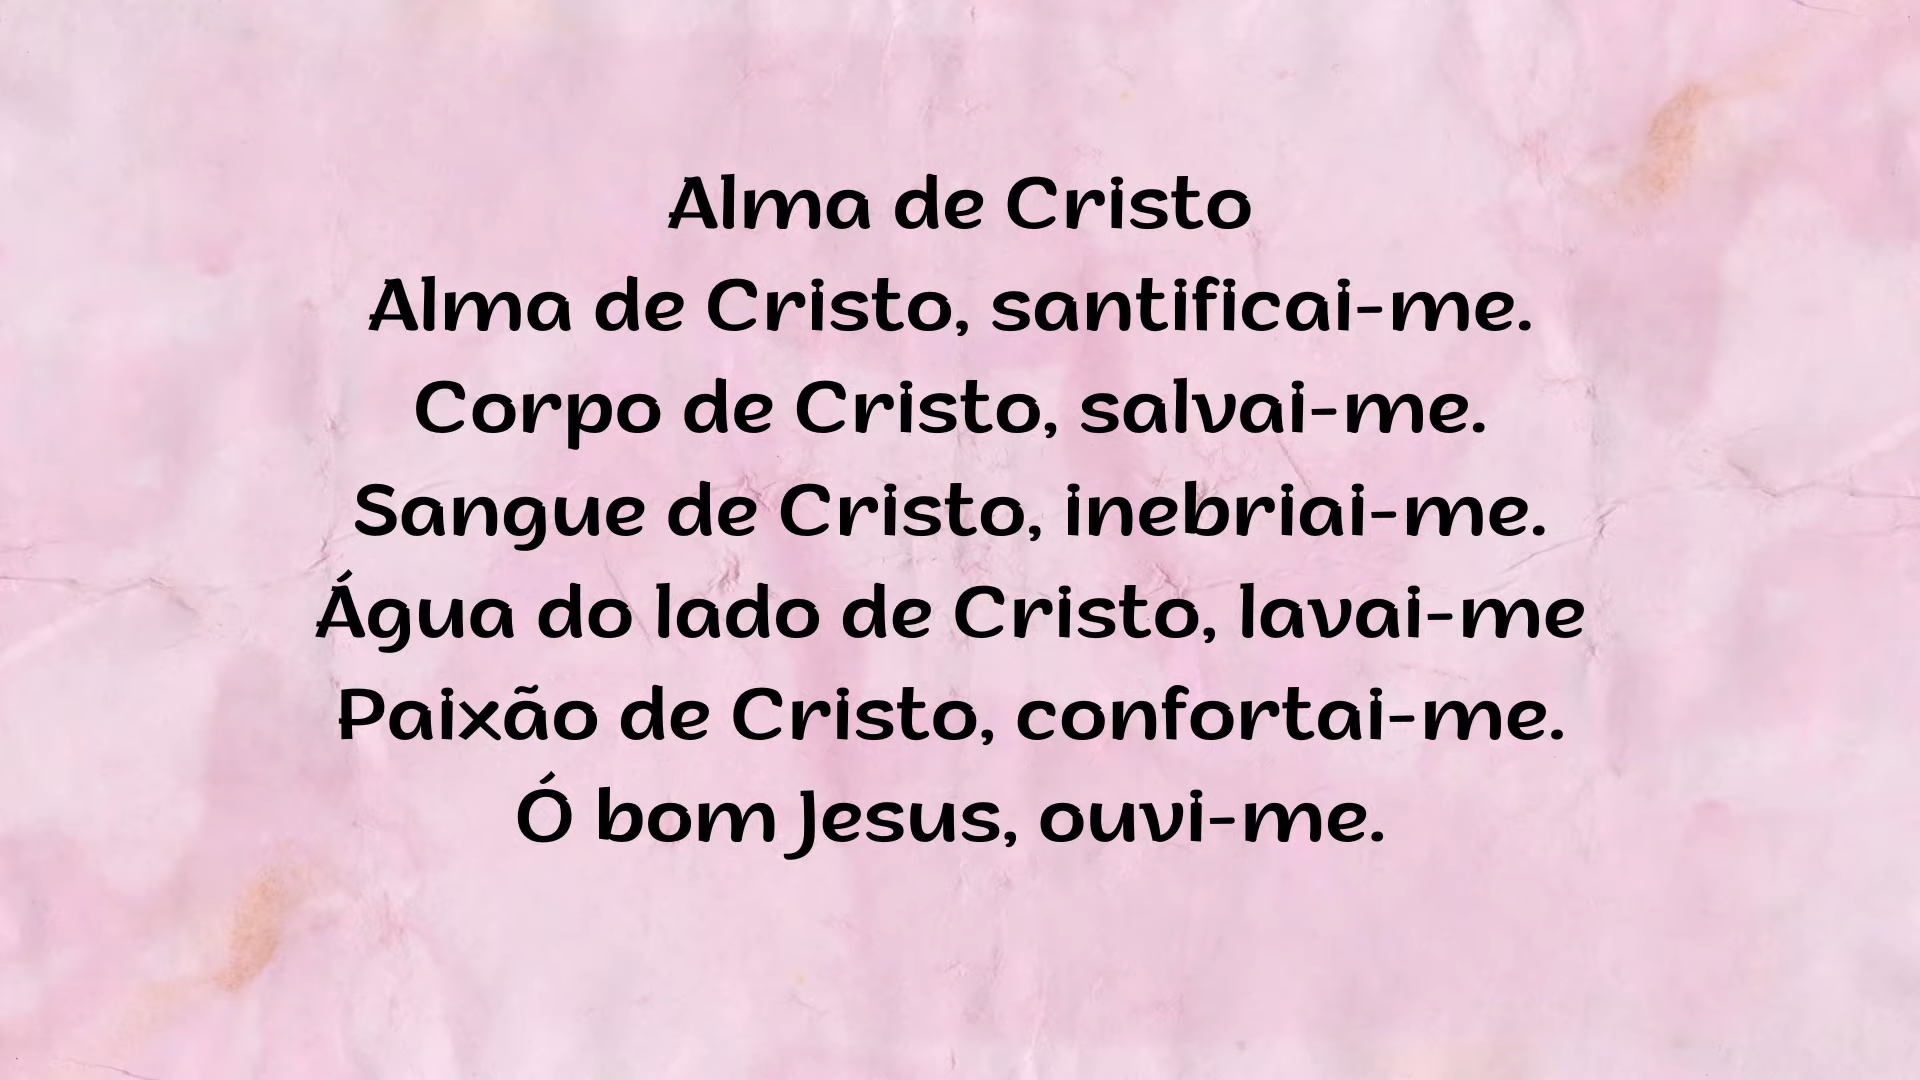 Alma de Cristo
Alma de Cristo, santificai-me.
Corpo de Cristo, salvai-me.
Sangue de Cristo, inebriai-me.
Água do lado de Cristo, lavai-me
Paixão de Cristo, confortai-me.
Ó bom Jesus, ouvi-me.